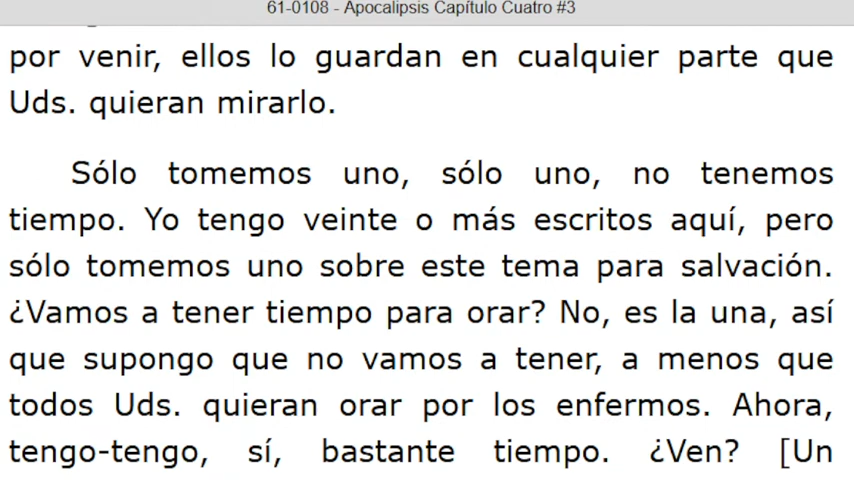 61-0108 - Apocalipsis Capítulo Cuatro #3
por venir, ellos lo guardan en cualquier parte que
Uds. quieran mirarlo.
Sólo tomemos uno, sólo uno, no tenemos
tiempo. Yo tengo veinte o más escritos aquí, pero
sólo tomemos uno sobre este tema para salvación.
¿Vamos a tener tiempo para orar? No, es la una, así
que supongo que no vamos a tener, a menos que
todos Uds. quieran orar por los enfermos. Ahora,
tengo-tengo, sí, bastante tiempo. ¿Ven? [Un